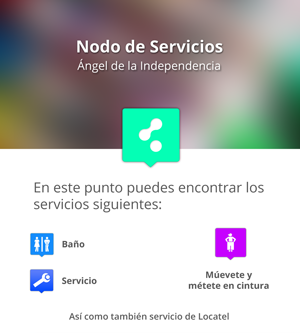 Nodo de Servicios
Ángel de la Independencia
En este punto puedes encontrar los
servicios siguientes:
Baño
Servicio
Múevete y
métete en cintura
Así como también servicio de Locatel